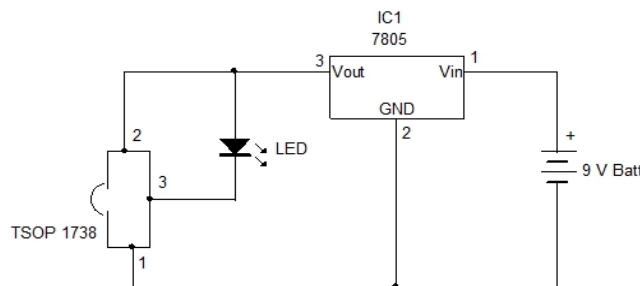 IC1
7805
3
Vout
Vin
1
GND
2
2
LED
3
TSOP 1738
1
+
9 V Batt